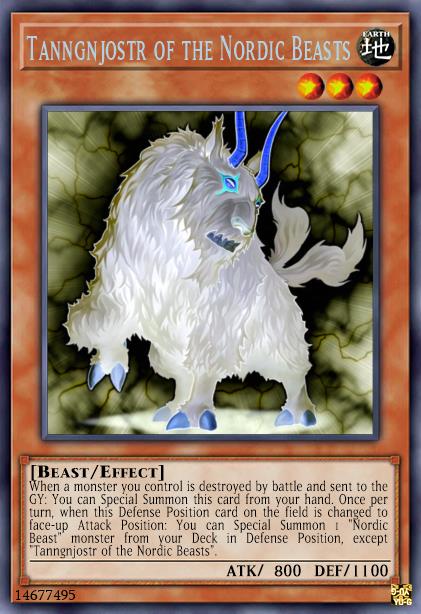 TANNGNJOSTR OF THE NORDIC BEASTS
EARTH
地
[BEAST/EFFECT]
When a monster you control is destroyed by battle and sent to the
GY: You can Special Summon this card from your hand. Once per
turn, when this Defense Position card on the field is changed to
face-up Attack Position: You can Special Summon 1 "Nordic
Beast" monster from your Deck in Defense Position, except
"Tanngnjostr of the Nordic Beasts".
ATK/ 800 DEF/1100
14677495